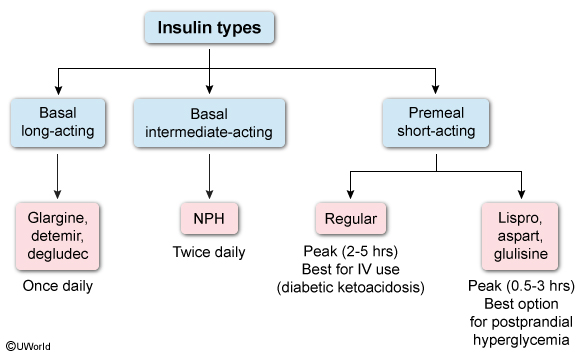 Insulin types
Basal
long-acting
Basal
intermediate-acting
Premeal
short-acting
Glargine,
detemir,
degludec
Once daily
NPH
Twice daily
Regular
Peak (2-5 hrs)
Best for IV use
(diabetic ketoacidosis)
Lispro,
aspart,
glulisine
Peak (0.5-3 hrs)
Best option
for postprandial
hyperglycemia
©UWorld